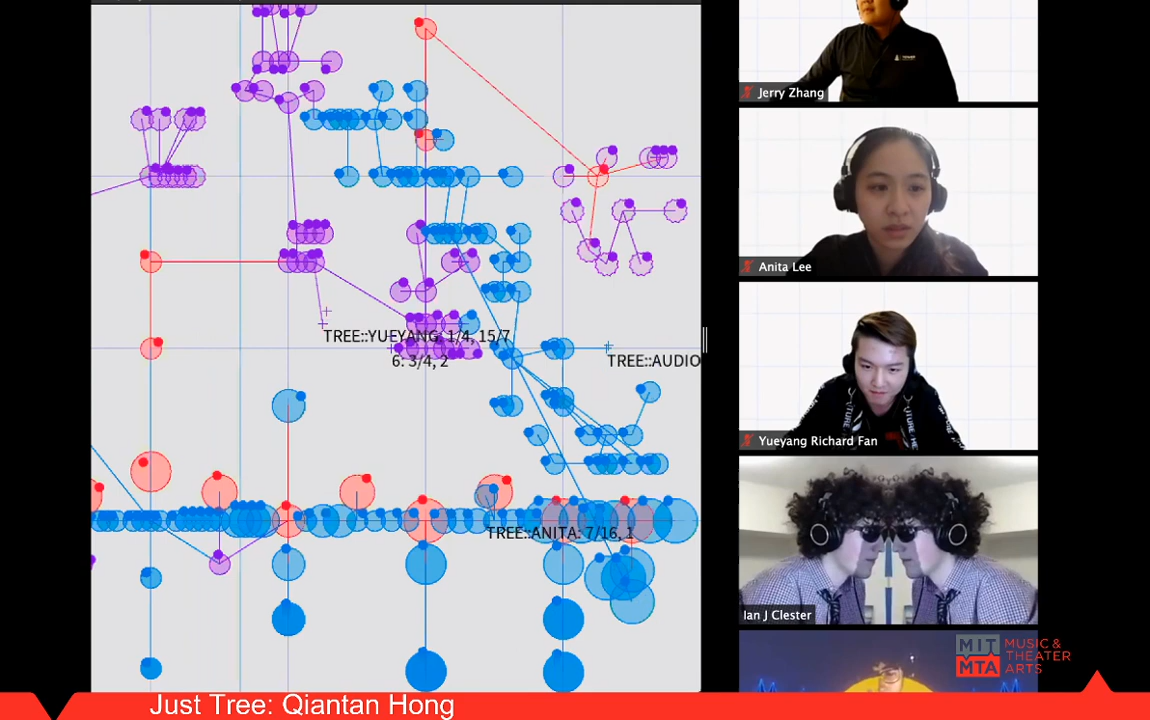 Jerry Zhang
Anita Lee
TREE::YUEYANG: 1/4, 15/7
6: 3/4, 2
TREE::AUDIO
Yueyang Richard Fan
TREE::ANITA: 7/16, 1
Ian J Clester
MIT
MTA
MUSIC &
THEATER
ARTS
Just Tree: Qiantan Hong